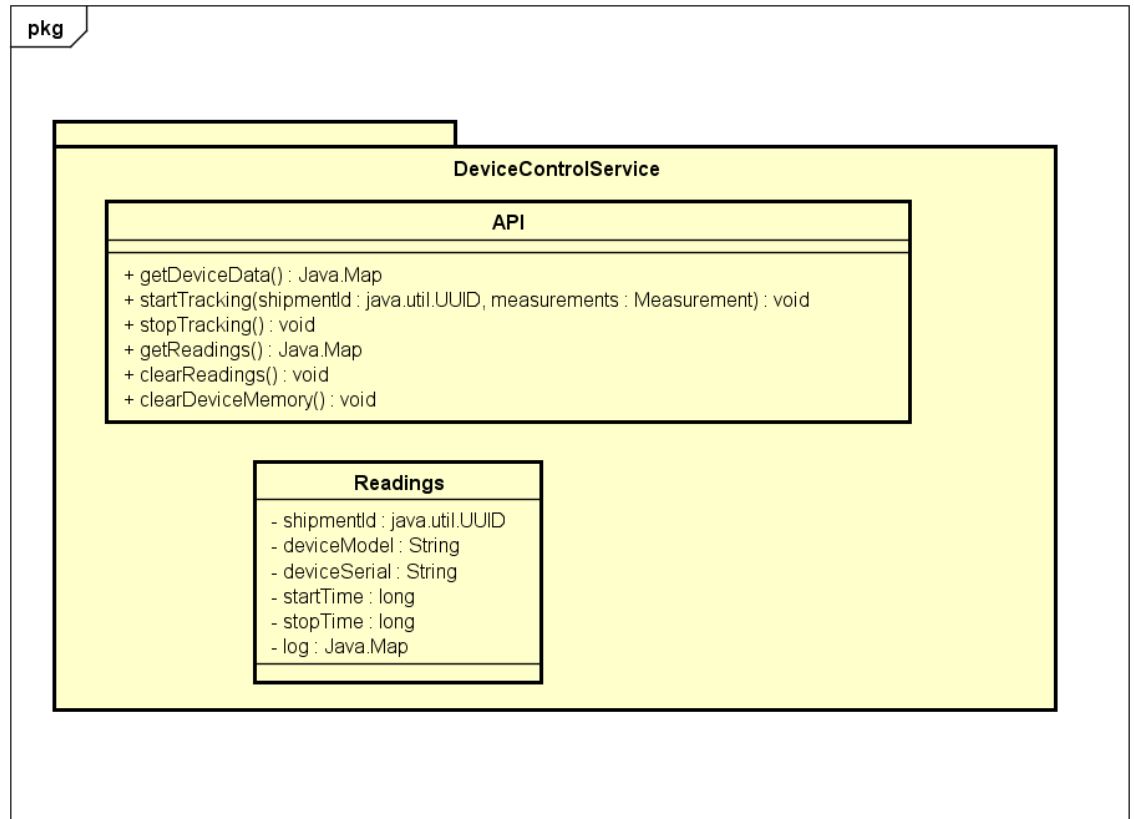 pkg
DeviceControlService
API
+ getDeviceData() : Java.Map
+ startTracking(shipmentId : java.util.UUID, measurements : Measurement) : void
+ stopTracking() : void
+ getReadings() : Java.Map
+ clearReadings() : void
+ clearDeviceMemory() : void
Readings
- shipmentId : java.util.UUID
- deviceModel : String
- deviceSerial : String
- startTime : long
- stopTime : long
- log : Java.Map